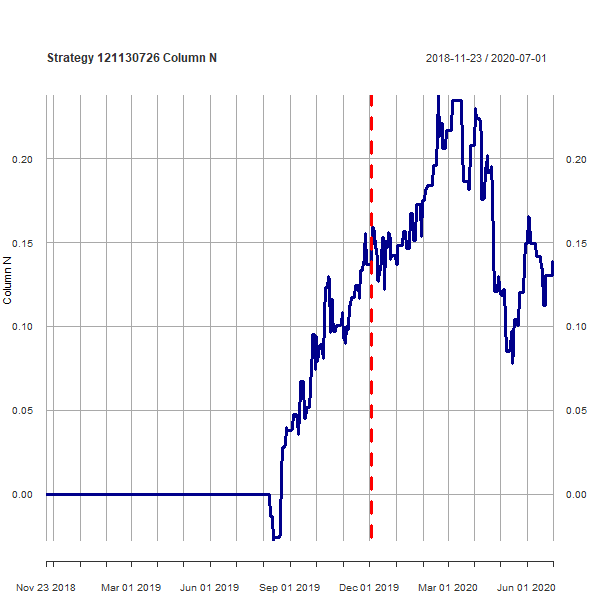 Strategy 121130726 Column N
2018-11-23 / 2020-07-01
0.20 0.20
0.15 0.15
0.10 0.10
0.05 0.05
0.00 0.00
Column N
Nov 23 2018 Mar 01 2019 Jun 01 2019 Sep 01 2019 Dec 01 2019 Mar 01 2020 Jun 01 2020